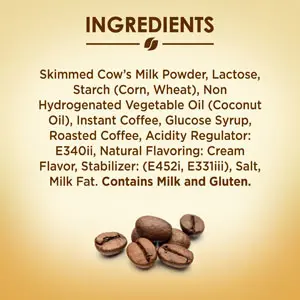 INGREDIENTS
Skimmed Cow's Milk Powder, Lactose,
Starch (Corn, Wheat), Non
Hydrogenated Vegetable Oil (Coconut
Oil), Instant Coffee, Glucose Syrup,
Roasted Coffee, Acidity Regulator:
E340ii, Natural Flavoring: Cream
Flavor, Stabilizer: (E452i, E331iii), Salt,
Milk Fat. Contains Milk and Gluten.